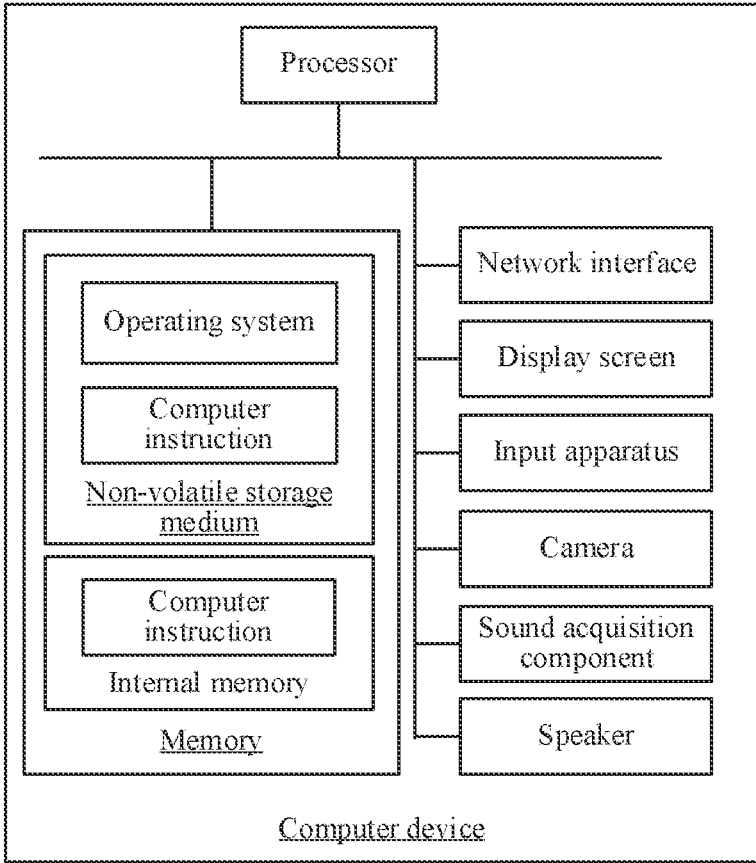 Processor
Operating system
Computer
instruction
Non-volatile storage
medium
Computer
instruction
Internal memory
Memory
Network interface
Display screen
Input apparatus
Camera
Sound acquisition
component
Speaker
Computer device